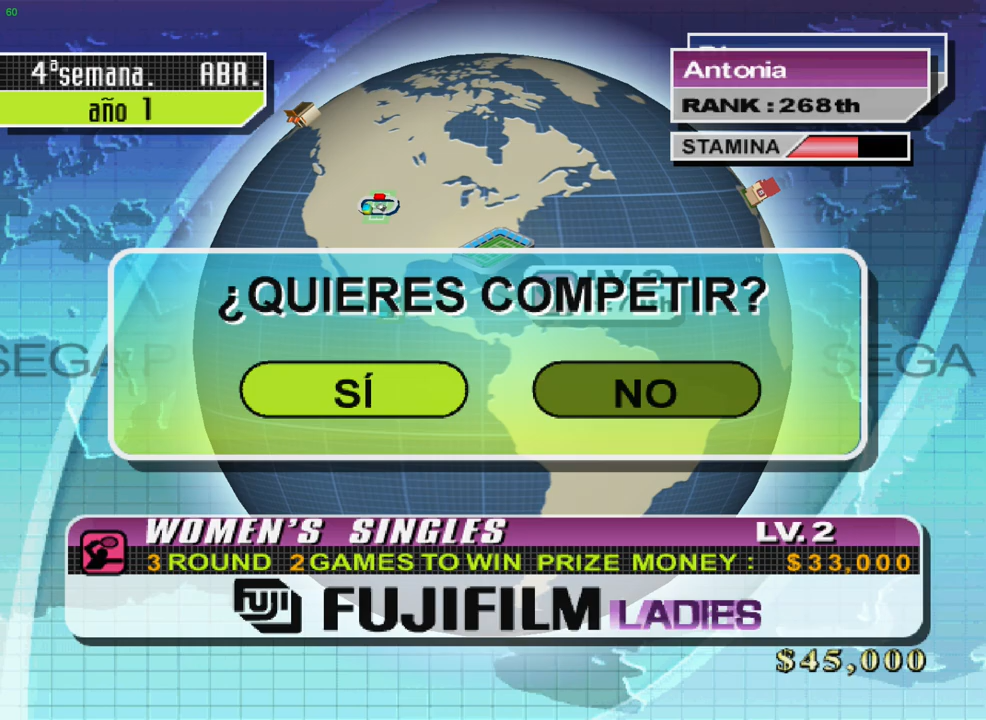 60
4ªsemana. ABR.
año 1
Antonia
RANK : 268th
STAMINA
¿QUIERES COMPETIR?
SEGA
SEGA
SÍ NO
WOMEN'S SINGLES LV. 2
3 ROUND 2 GAMES TO WIN PRIZE MONEY : $33,000
FUJI FUJIFILM LADIES
$45,000